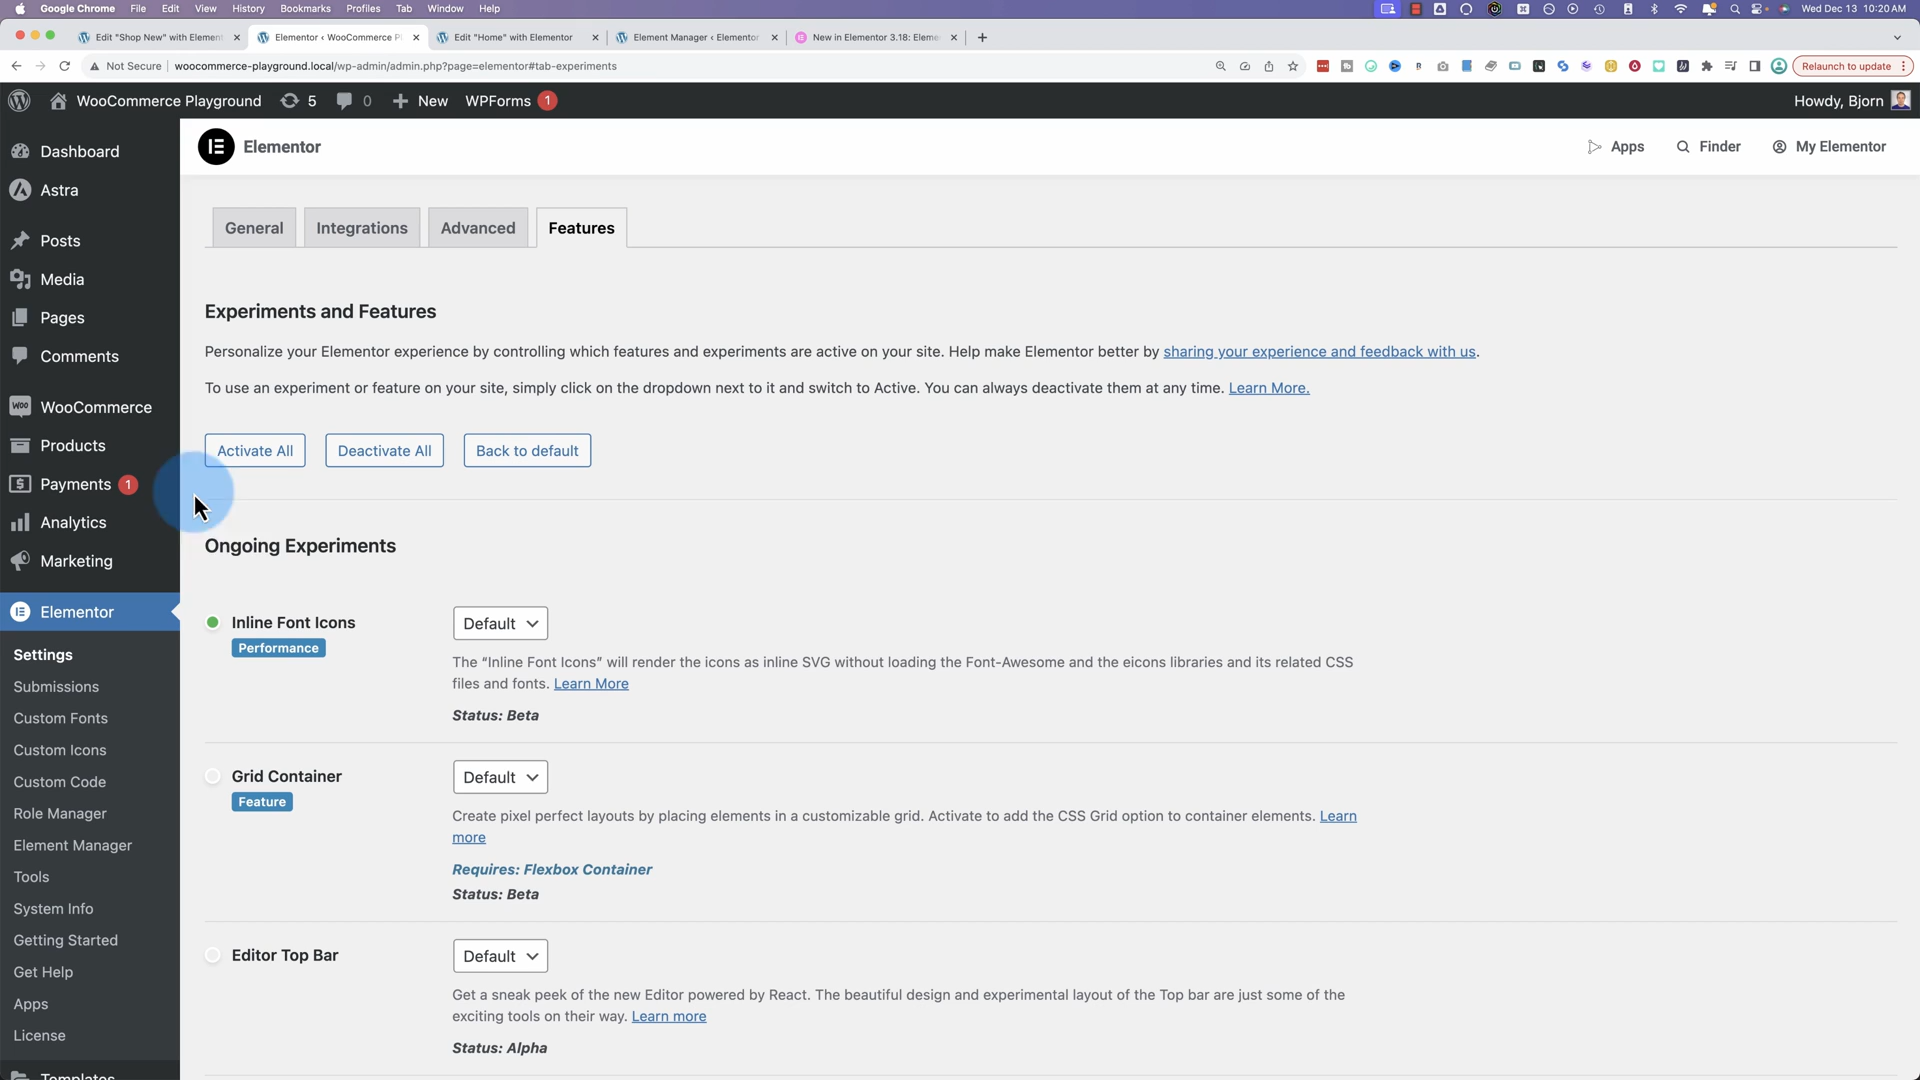 Google Chrome File Edit View History Bookmarks Profiles Tab Window Help Wed Dec 13 10:20 AM
Edit "Shop New" with Element Elementor ‹ WooCommerce P Edit "Home" with Elementor Element Manager ‹ Elementor New in Elementor 3.18: Eleme
Not Secure woocommerce-playground.local/wp-admin/admin.php?page=elementor#tab-experiments Relaunch to update
WooCommerce Playground 5 0 New WPForms 1 Howdy, Bjorn
Dashboard
Astra
Posts
Media
Pages
Comments
WooCommerce
Products
Payments 1
Analytics
Marketing
Elementor
Settings
Submissions
Custom Fonts
Custom Icons
Custom Code
Role Manager
Element Manager
Tools
System Info
Getting Started
Get Help
Apps
License
Templates
Elementor Apps Finder My Elementor
General Integrations Advanced Features
Experiments and Features
Personalize your Elementor experience by controlling which features and experiments are active on your site. Help make Elementor better by sharing your experience and feedback with us.
To use an experiment or feature on your site, simply click on the dropdown next to it and switch to Active. You can always deactivate them at any time. Learn More.
Activate All Deactivate All Back to default
Ongoing Experiments
Inline Font Icons Default
Performance
The “Inline Font Icons” will render the icons as inline SVG without loading the Font-Awesome and the eicons libraries and its related CSS
files and fonts. Learn More
Status: Beta
Grid Container Default
Feature
Create pixel perfect layouts by placing elements in a customizable grid. Activate to add the CSS Grid option to container elements. Learn
more
Requires: Flexbox Container
Status: Beta
Editor Top Bar Default
Get a sneak peek of the new Editor powered by React. The beautiful design and experimental layout of the Top bar are just some of the
exciting tools on their way. Learn more
Status: Alpha